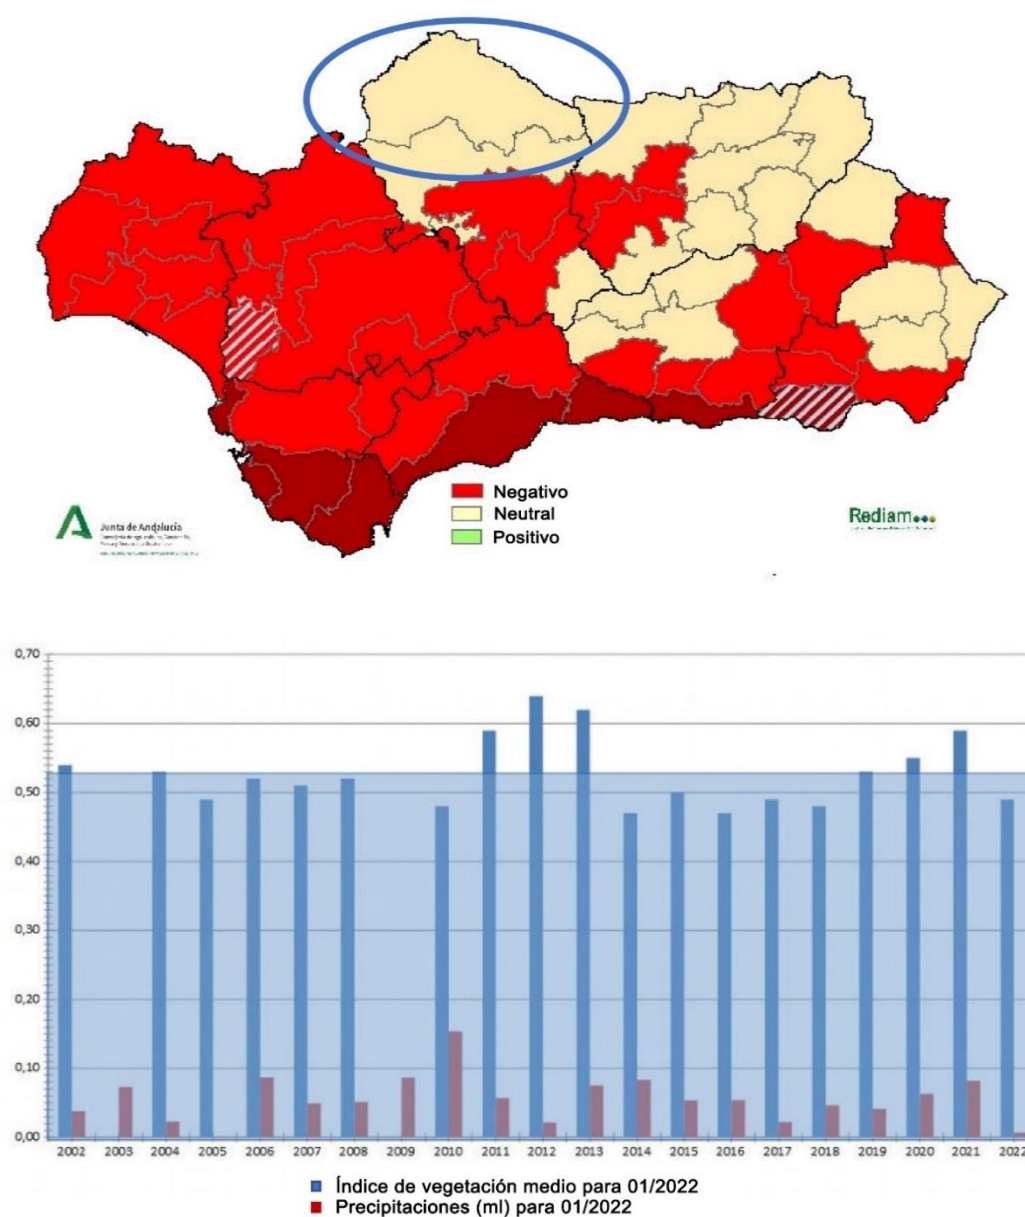 Negativo
Neutral
Positivo
Junta de Andalucía
Rediam
0,70
0,60
0,50
0,40
0,30
0,20
0,10
0,00
2002 2003 2004 2005 2006 2007 2008 2009 2010 2011 2012 2013 2014 2015 2016 2017 2018 2019 2020 2021 2022
Índice de vegetación medio para 01/2022
Precipitaciones (ml) para 01/2022